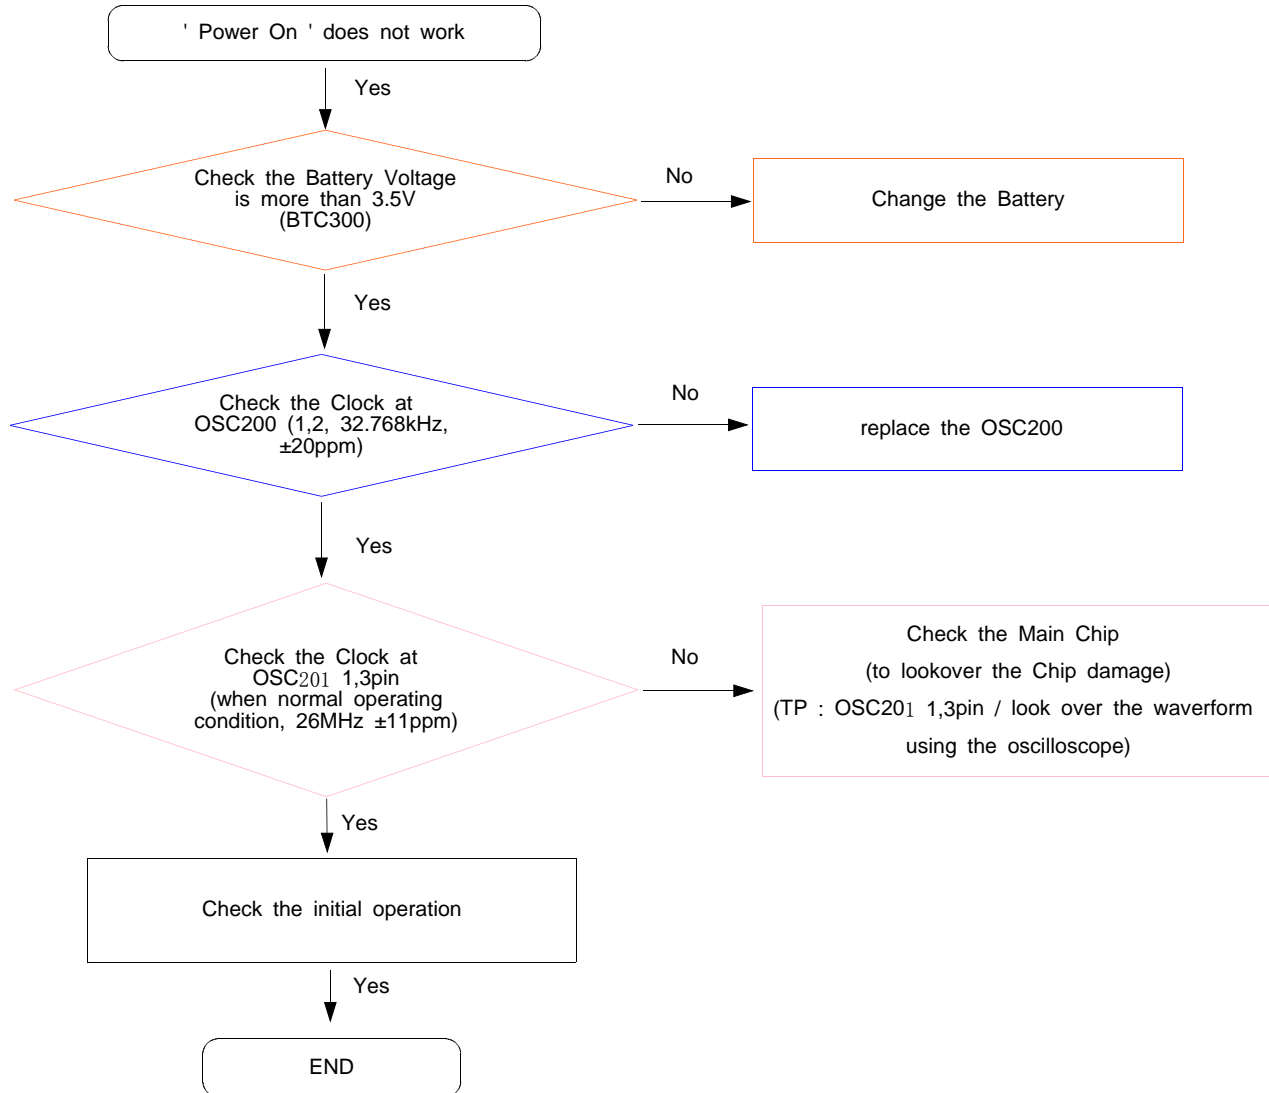 ' Power On ' does not work
Yes
Check the Battery Voltage
is more than 3.5V
(BTC300)
No
Change the Battery
Yes
Check the Clock at
OSC200 (1,2, 32.768kHz,
±20ppm)
No
replace the OSC200
Yes
Check the Clock at
OSC201 1,3pin
(when normal operating
condition, 26MHz ±11ppm)
No
Check the Main Chip
(to lookover the Chip damage)
(TP : OSC201 1,3pin / look over the waverform
using the oscilloscope)
Yes
Check the initial operation
Yes
END